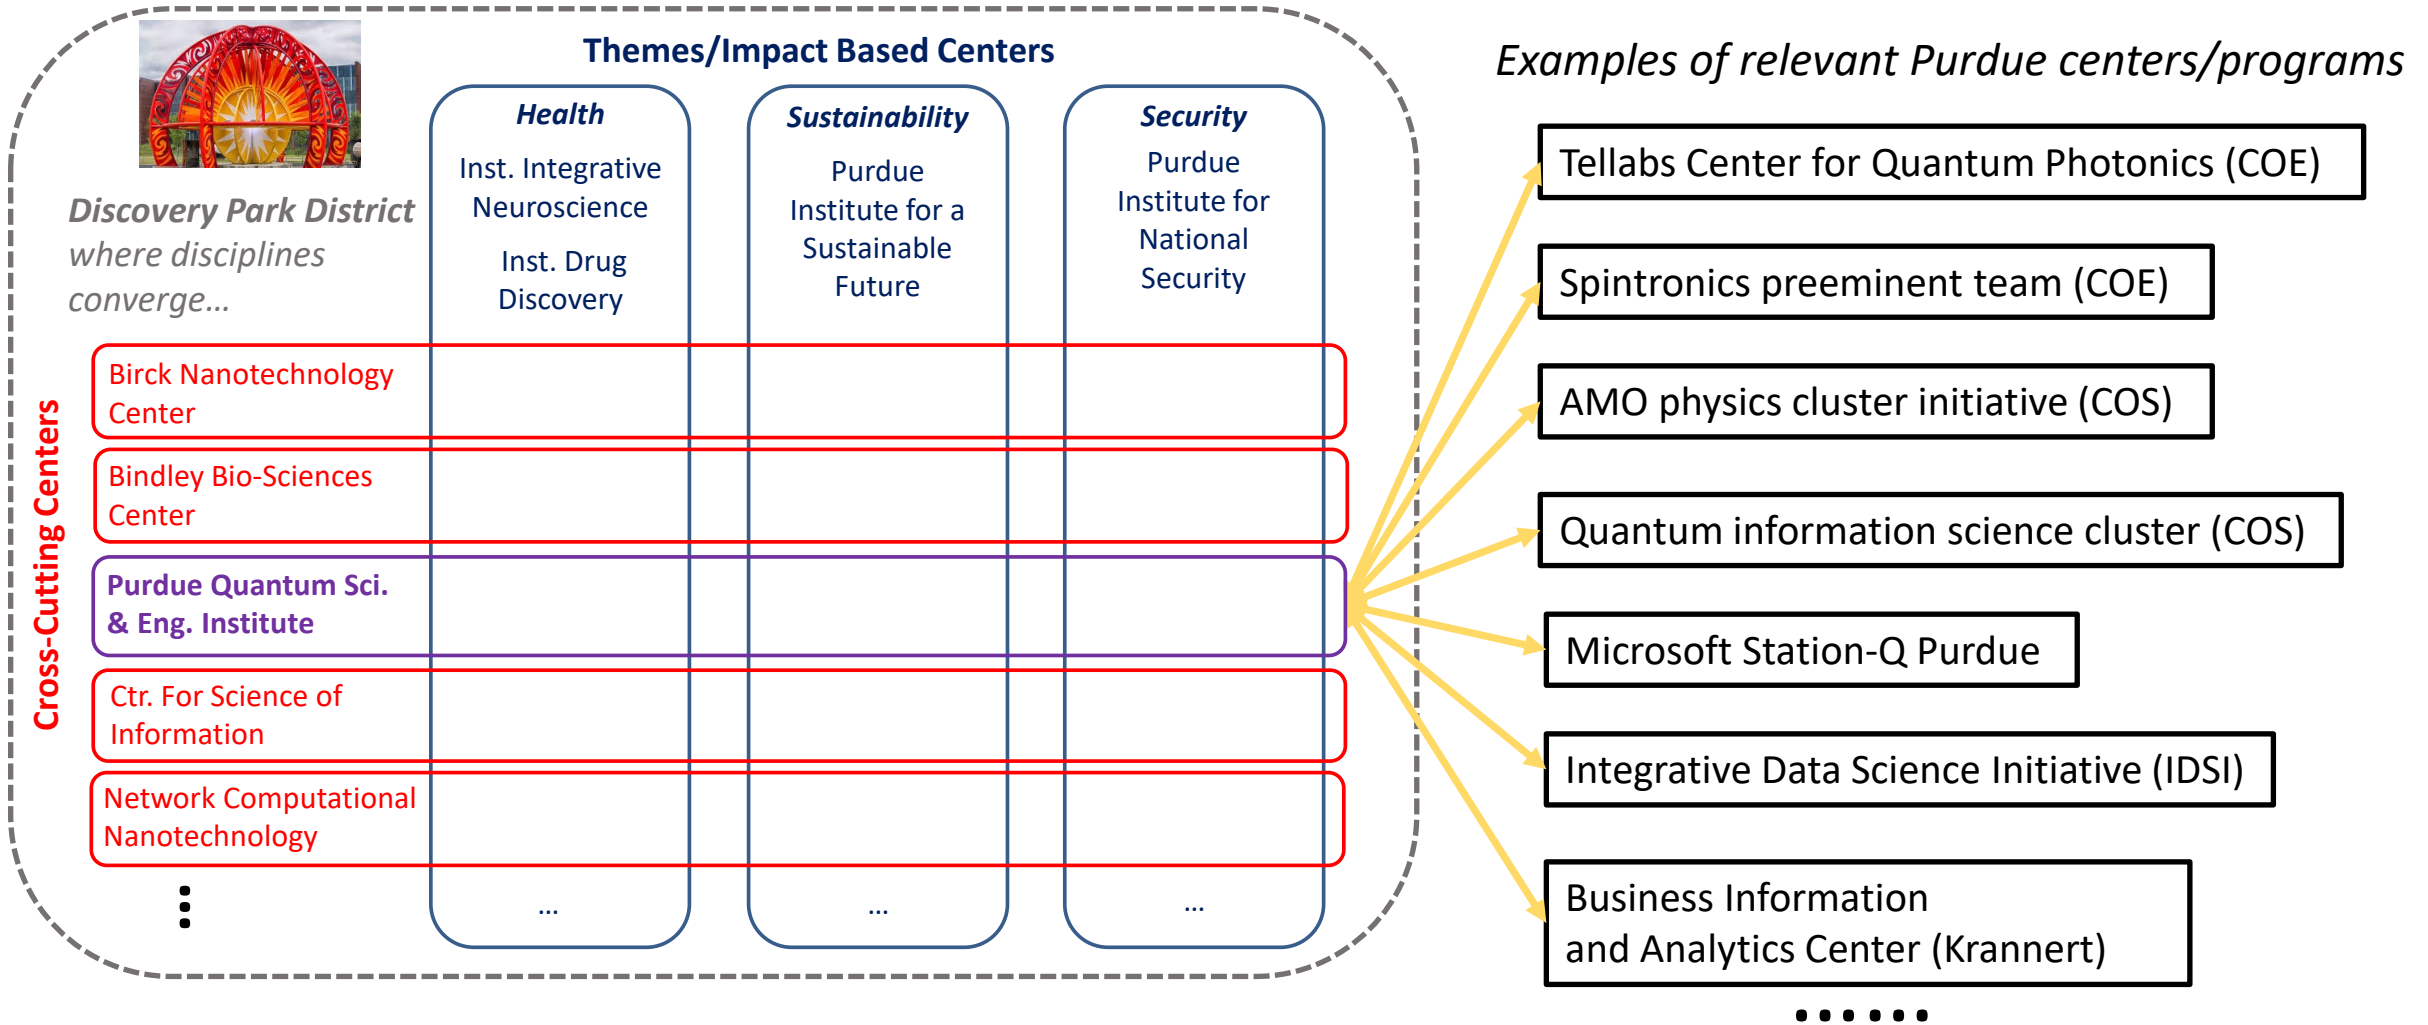 Themes/Impact Based Centers
Examples of relevant Purdue centers/programs
Discovery Park District
where disciplines
converge...
Health
Inst. Integrative
Neuroscience
Inst. Drug
Discovery
...
Sustainability
Purdue
Institute for a
Sustainable
Future
...
Security
Purdue
Institute for
National
Security
...
Cross-Cutting Centers
Birck Nanotechnology
Center
Bindley Bio-Sciences
Center
Purdue Quantum Sci.
& Eng. Institute
Ctr. For Science of
Information
Network Computational
Nanotechnology
Tellabs Center for Quantum Photonics (COE)
Spintronics preeminent team (COE)
AMO physics cluster initiative (COS)
Quantum information science cluster (COS)
Microsoft Station-Q Purdue
Integrative Data Science Initiative (IDSI)
Business Information
and Analytics Center (Krannert)
......